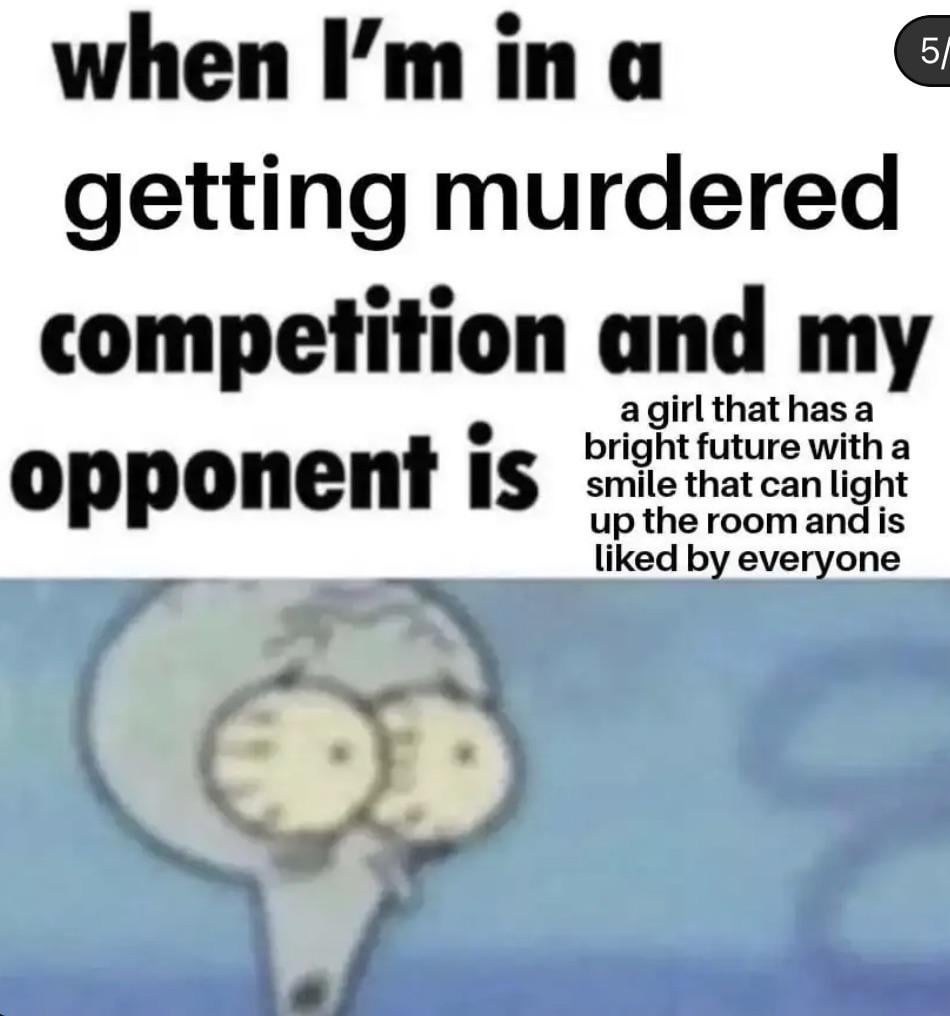 when I'm in a
5/
getting murdered
competition and my
opponent is
a girl that has a
bright future with a
smile that can light
up the room and is
liked by everyone